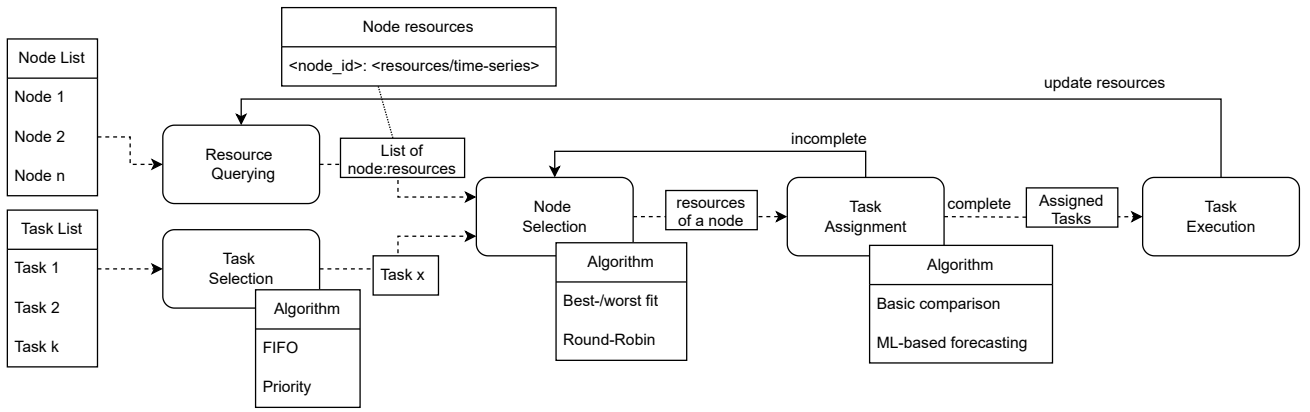 Node List
Node 1
Node 2
Node n
Task List
Task 1
Task 2
Task k
Node resources
<node_id>: <resources/time-series>
Resource
Querying
List of
node:resources
Task
Selection
Algorithm
FIFO
Priority
Task x
Node
Selection
Algorithm
Best-/worst fit
Round-Robin
resources
of a node
incomplete
Task
Assignment
Algorithm
Basic comparison
ML-based forecasting
complete
Assigned
Tasks
update resources
Task
Execution